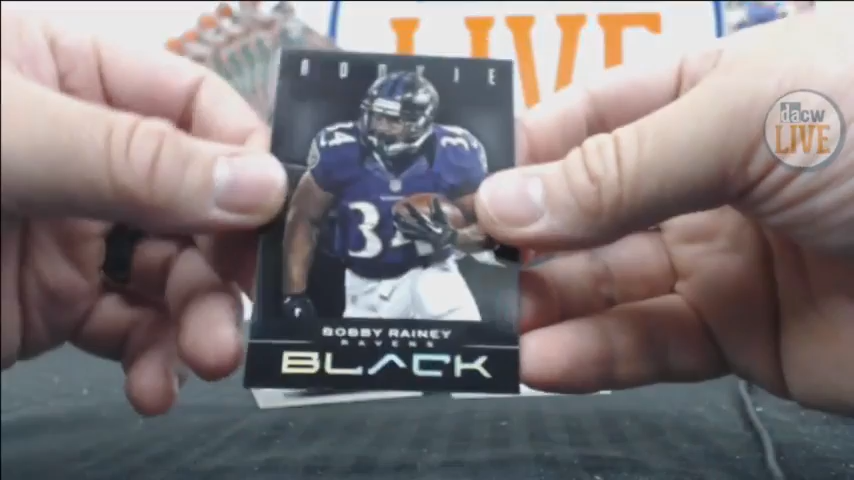 LIVE
dacw
LIVE
ROOKIE
34 34
34
BOBBY RAINEY
RAVENS
BLACK